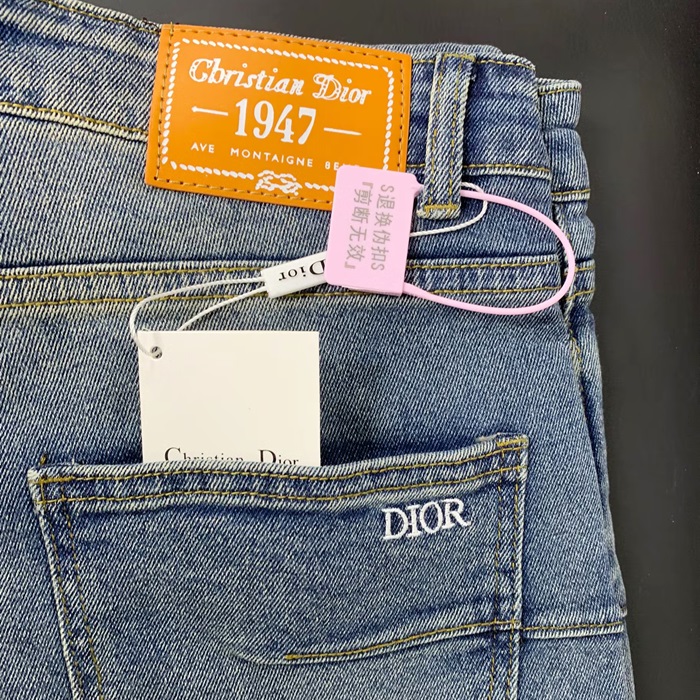 Christian Dior
1947
AVE MONTAIGNE
S退换伪扣S
『剪断无效』
Dior
Christian Dior
DIOR